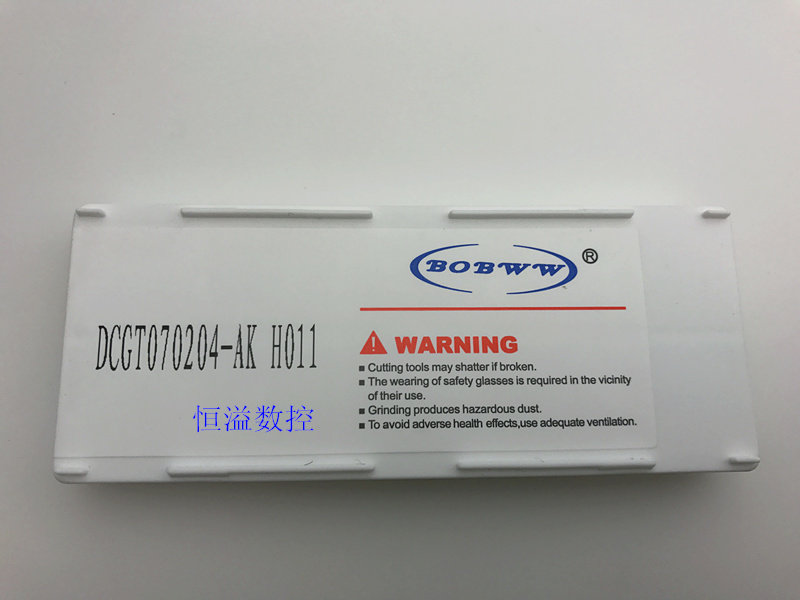 BOBWW®
DCGT070204-AK H011
WARNING
■ Cutting tools may shatter if broken.
■ The wearing of safety glasses is required in the vicinity
of their use.
■ Grinding produces hazardous dust.
■ To avoid adverse health effects,use adequate ventilation.
恒溢数控